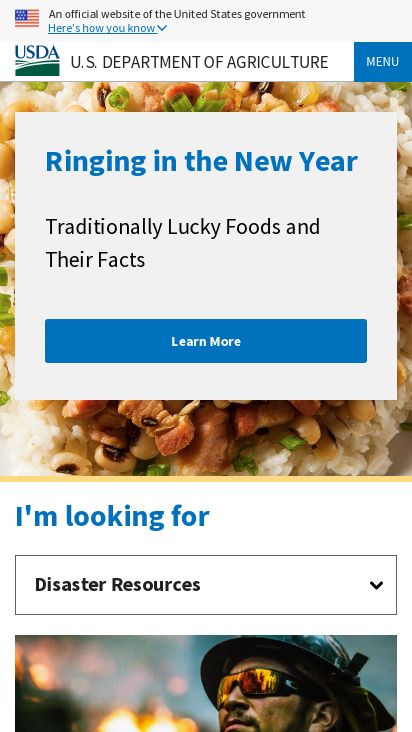 An official website of the United States government
Here's how you know
USDA U.S. DEPARTMENT OF AGRICULTURE
MENU
Ringing in the New Year
Traditionally Lucky Foods and
Their Facts
Learn More
I'm looking for
Disaster Resources